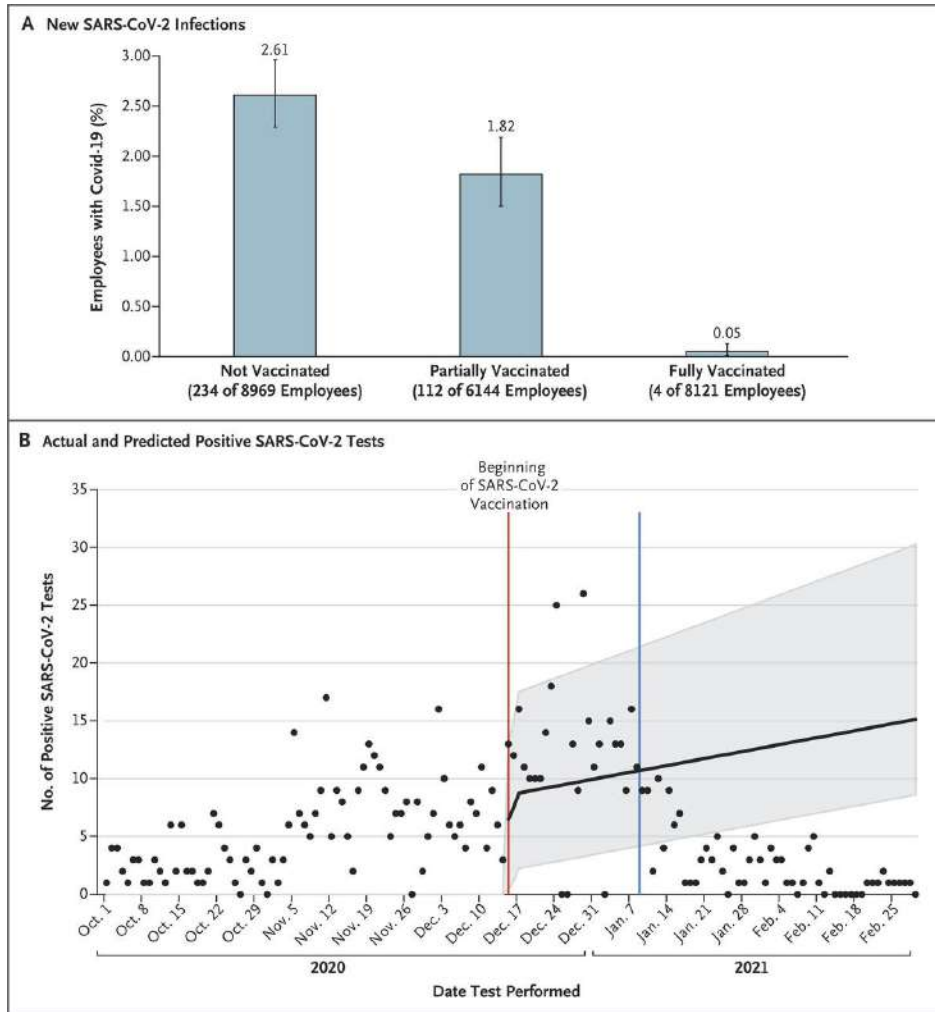 A New SARS-CoV-2 Infections
Employees with Covid-19 (%)
3.00
2.50
2.00
1.50
1.00
0.50
0.00
2.61
1.82
0.05
Not Vaccinated
(234 of 8969 Employees)
Partially Vaccinated
(112 of 6144 Employees)
Fully Vaccinated
(4 of 8121 Employees)
B Actual and Predicted Positive SARS-CoV-2 Tests
Beginning
of SARS-CoV-2
Vaccination
No. of Positive SARS-CoV-2 Tests
35
30
25
20
15
10
5
0
Oct. 1
Oct. 8
Oct. 15
Oct. 22
Oct. 29
Nov. 5
Nov. 12
Nov. 19
Nov. 26
Dec. 3
Dec. 10
Dec. 17
Dec. 24
Dec. 31
Jan. 7
Jan. 14
Jan. 21
Jan. 28
Feb. 4
Feb. 11
Feb. 18
Feb. 25
2020
2021
Date Test Performed